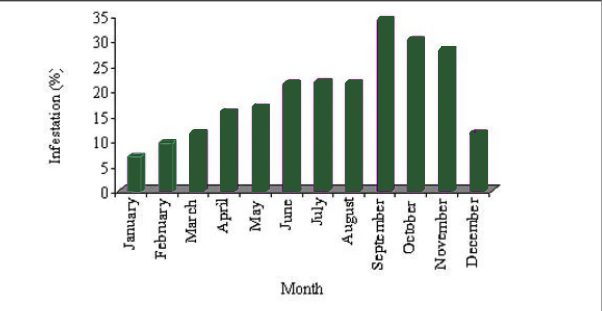 35
30
25
20
15
10
5
0
Infestation (%)
January
February
March
April
May
June
July
August
September
October
November
December
Month